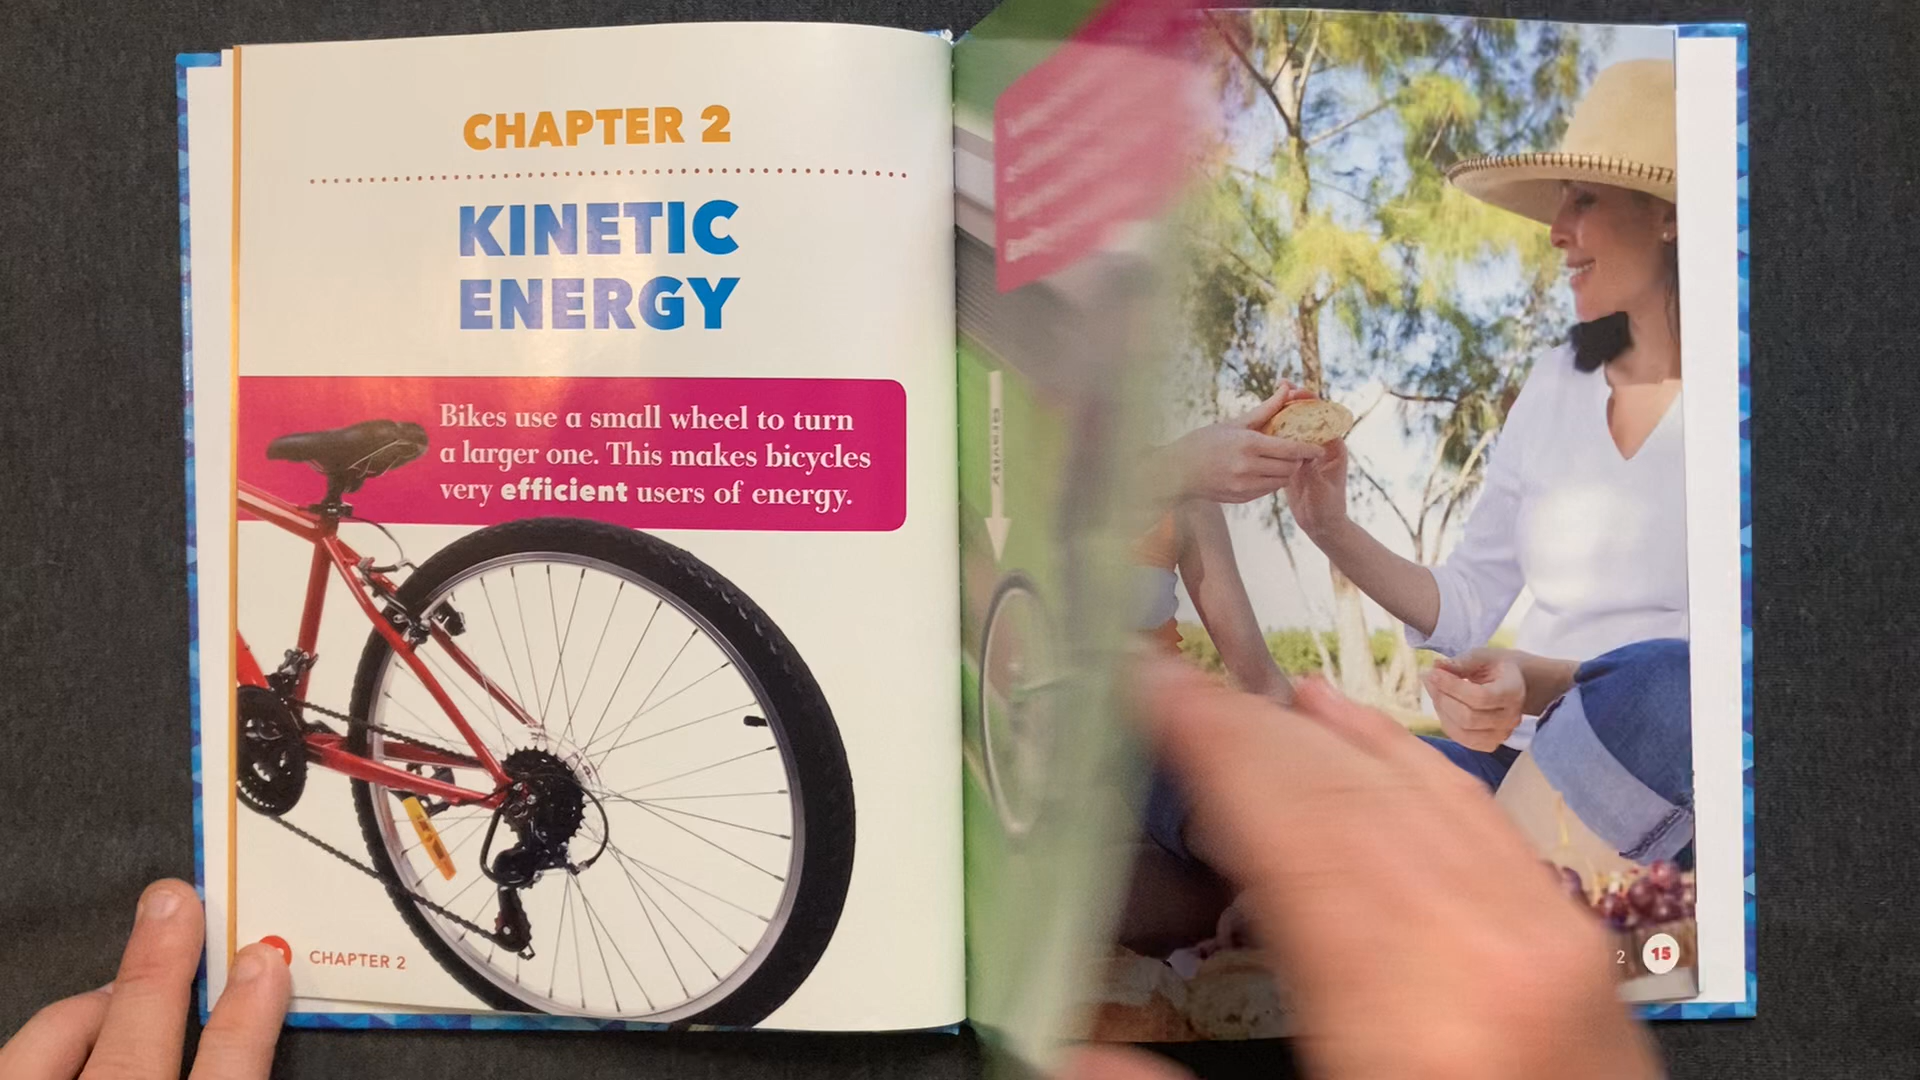 CHAPTER 2
KINETIC
ENERGY
Bikes use a small wheel to turn
a larger one. This makes bicycles
very efficient users of energy.
CHAPTER 2
GRAVITY
2
15